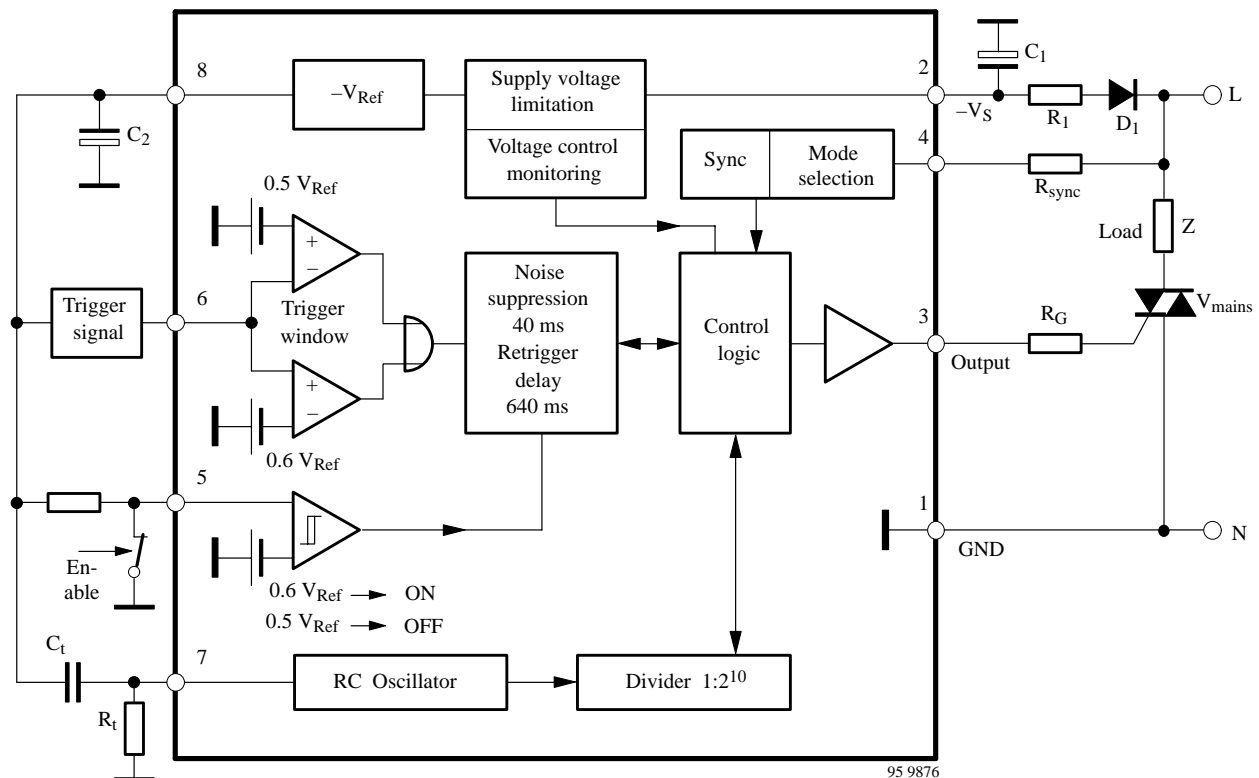 8
–V_Ref
Supply voltage
limitation
Voltage control
monitoring
2
C_1
–V_S
R_1
D_1
L
C_2
4
Sync
Mode
selection
R_sync
0.5 V_Ref
Load
Z
+
–
Trigger
signal
6
Trigger
window
Noise
suppression
40 ms
Retrigger
delay
640 ms
Control
logic
3
Output
R_G
V_mains
+
–
0.6 V_Ref
5
1
GND
N
En-
able
0.6 V_Ref ON
0.5 V_Ref OFF
C_t
7
RC Oscillator
Divider 1:2^10
R_t
95 9876